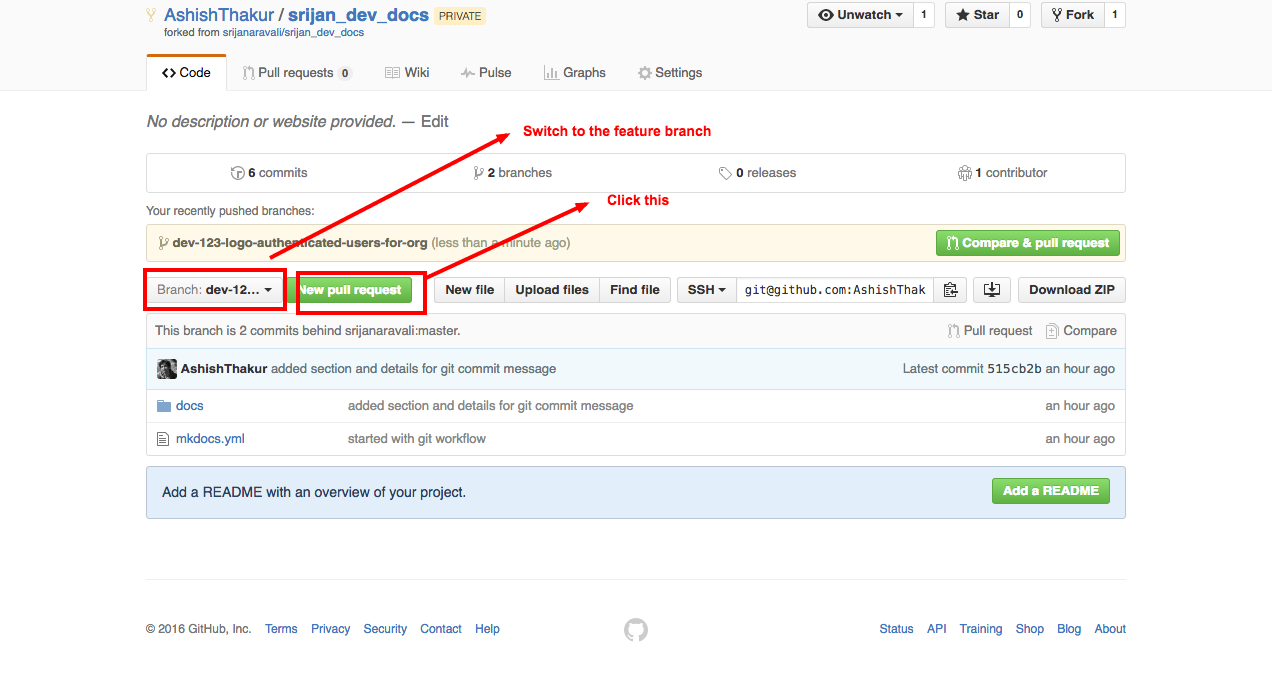 AshishThakur / srijan_dev_docs PRIVATE
Unwatch 1 Star 0 Fork 1
forked from srijanaravali/srijan_dev_docs
Code Pull requests 0 Wiki Pulse Graphs Settings
No description or website provided. — Edit
Switch to the feature branch
6 commits 2 branches 0 releases 1 contributor
Click this
Your recently pushed branches:
dev-123-logo-authenticated-users-for-org (less than a minute ago) Compare & pull request
Branch: dev-12... New pull request New file Upload files Find file SSH git@github.com:AshishThak Download ZIP
This branch is 2 commits behind srijanaravali:master. Pull request Compare
AshishThakur added section and details for git commit message Latest commit 515cb2b an hour ago
docs added section and details for git commit message an hour ago
mkdocs.yml started with git workflow an hour ago
Add a README with an overview of your project. Add a README
© 2016 GitHub, Inc. Terms Privacy Security Contact Help Status API Training Shop Blog About